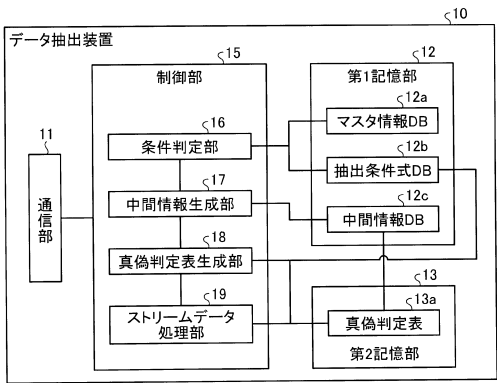 10
データ抽出装置
15
制御部
12
第1記憶部
12a
マスタ情報DB
16
条件判定部
12b
抽出条件式DB
11
通信部
17
中間情報生成部
12c
中間情報DB
18
真偽判定表生成部
19
ストリームデータ
処理部
13
13a
真偽判定表
第2記憶部